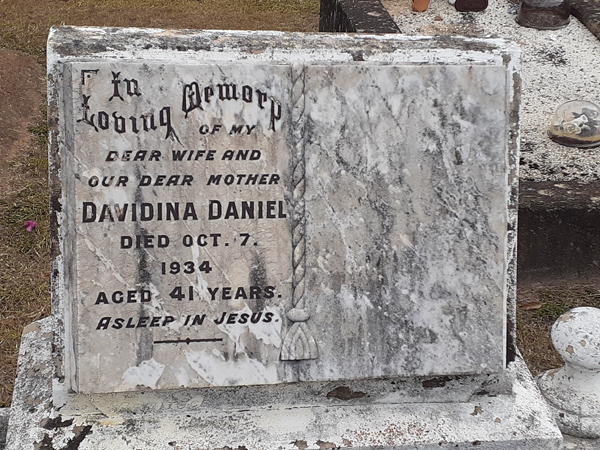 In
Loving Memory
OF MY
DEAR WIFE AND
OUR DEAR MOTHER
DAVIDINA DANIEL
DIED OCT. 7.
1934
AGED 41 YEARS.
ASLEEP IN JESUS.